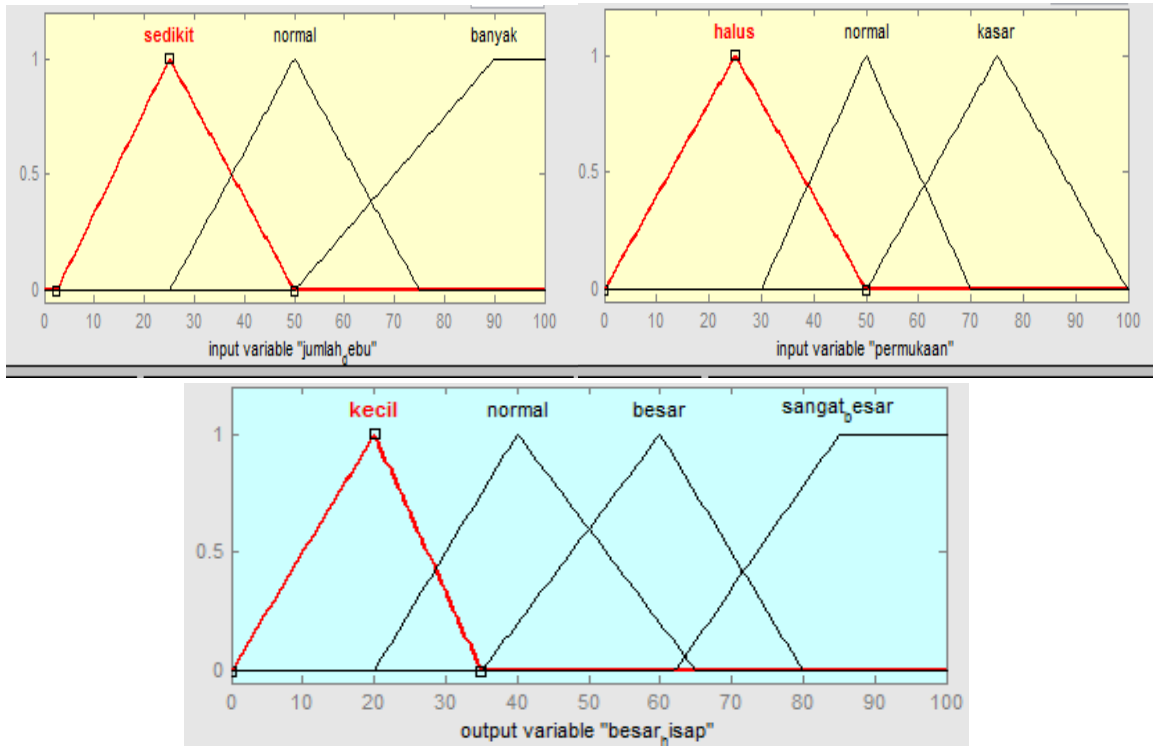 sedikit normal banyak
1
0.5
0
0 10 20 30 40 50 60 70 80 90 100
input variable "jumlah_debu"
halus normal kasar
1
0.5
0
0 10 20 30 40 50 60 70 80 90 100
input variable "permukaan"
kecil normal besar sangat_besar
1
0.5
0
0 10 20 30 40 50 60 70 80 90 100
output variable "besar_hisap"